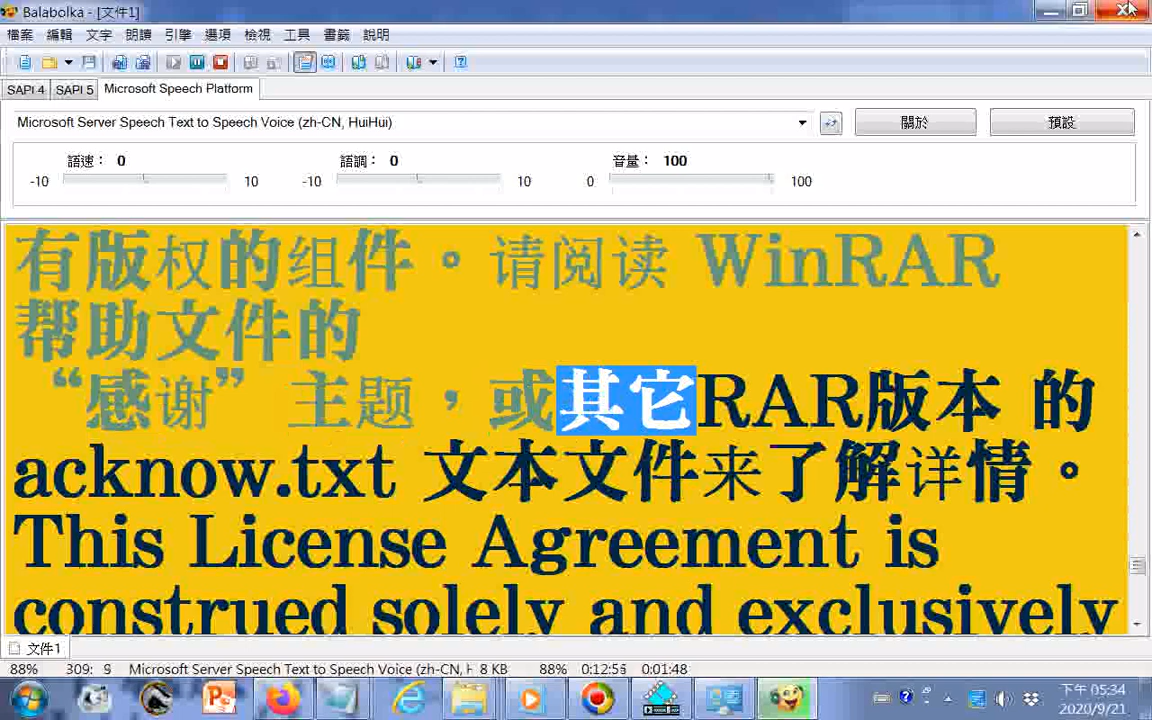 Balabolka - [文件1]
檔案 編輯 文字 朗讀 引擎 選項 檢視 工具 書籤 說明
SAPI 4 SAPI 5 Microsoft Speech Platform
Microsoft Server Speech Text to Speech Voice (zh-CN, HuiHui) 關於 預設
語速： 0 語調： 0 音量： 100
-10 10 -10 10 0 100
有版权的组件。请阅读 WinRAR
帮助文件的
“感谢” 主题，或其它RAR版本 的
acknow.txt 文本文件来了解详情。
This License Agreement is
construed solely and exclusively
文件1
88% 309: 9 Microsoft Server Speech Text to Speech Voice (zh-CN, H 8 KB 88% 0:12:56 0:01:48
下午 05:34
2020/9/21